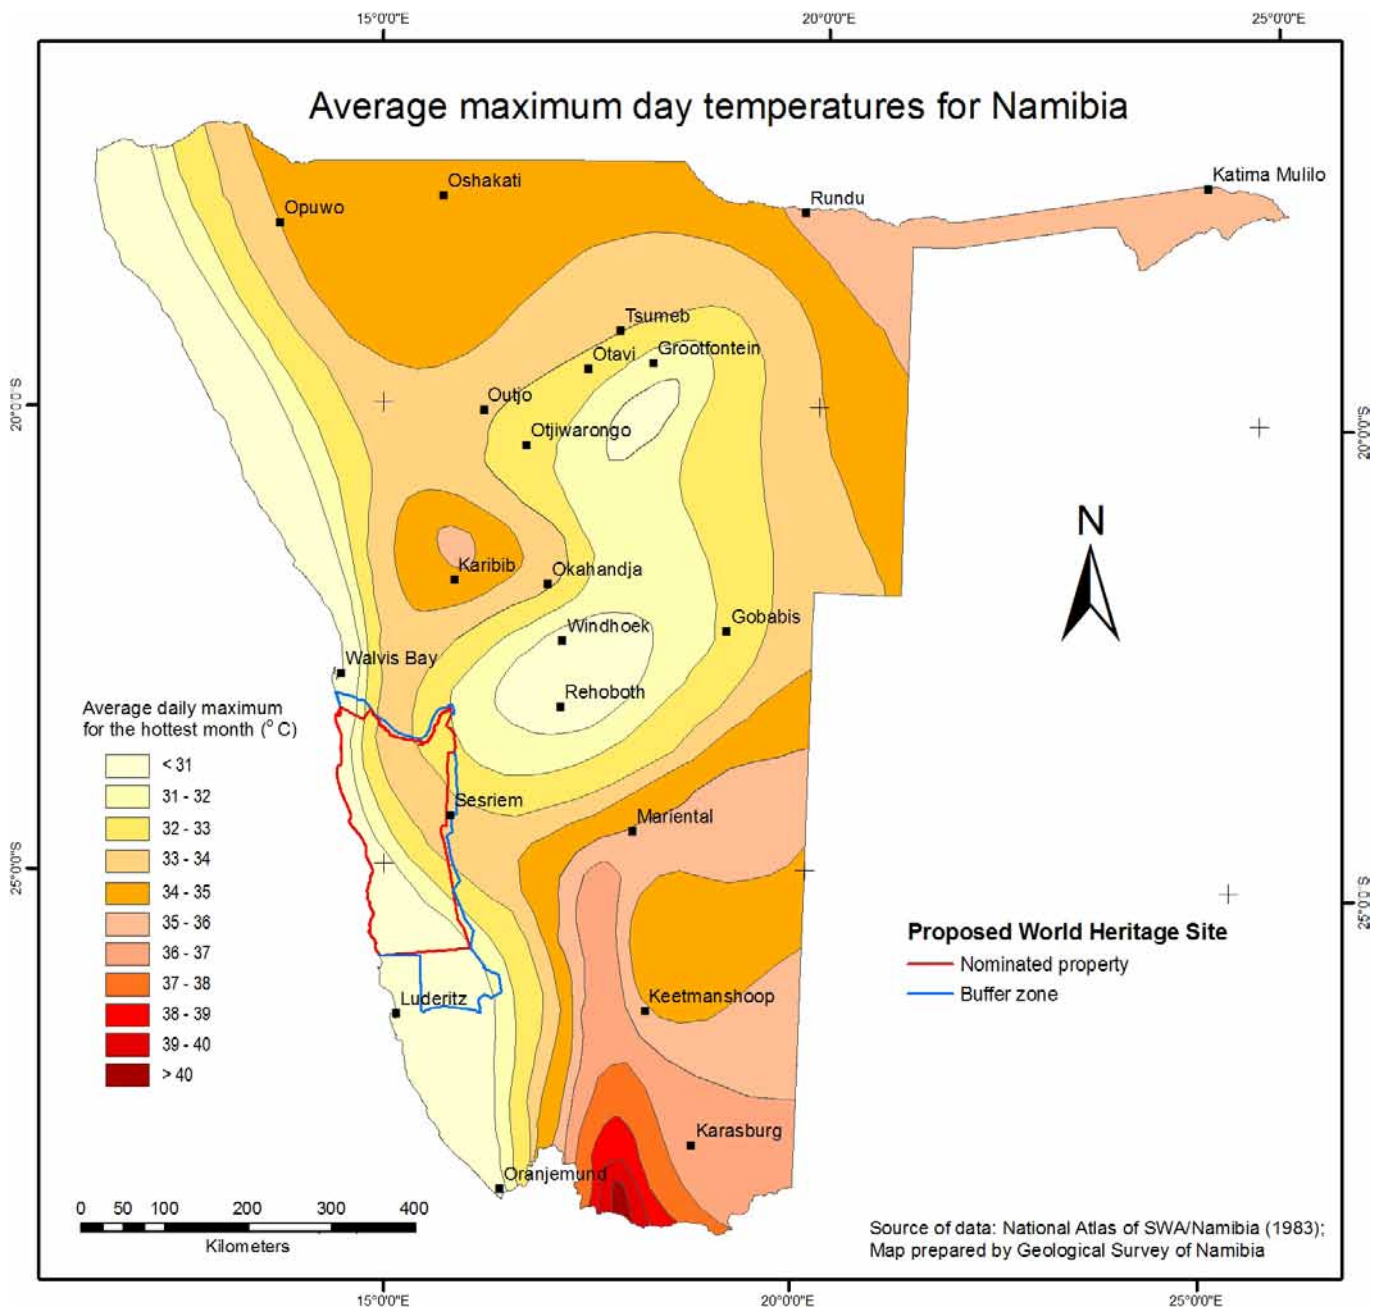 15°0'0"E 20°0'0"E 25°0'0"E
Average maximum day temperatures for Namibia
Katima Mulilo
Oshakati
Rundu
Opuwo
Tsumeb
Grootfontein
Otavi
Outjo
20°0'0"S
20°0'0"S
Otjiwarongo
N
Karibib
Okahandja
Gobabis
Windhoek
Walvis Bay
Rehoboth
Average daily maximum
for the hottest month (°C)
< 31
31 - 32
32 - 33
33 - 34
34 - 35
35 - 36
36 - 37
37 - 38
38 - 39
39 - 40
> 40
Sesriem
Mariental
25°0'0"S
25°0'0"S
Proposed World Heritage Site
Nominated property
Buffer zone
Luderitz
Keetmanshoop
Karasburg
Oranjemund
0 50 100 200 300 400
Kilometers
Source of data: National Atlas of SWA/Namibia (1983);
Map prepared by Geological Survey of Namibia
15°0'0"E 20°0'0"E 25°0'0"E